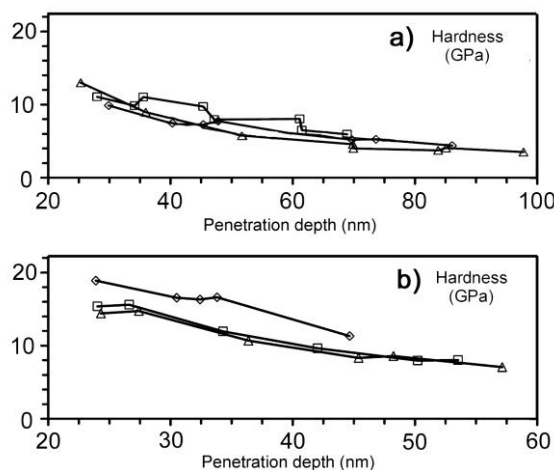 20
a) Hardness
(GPa)
10
0
20 40 60 80 100
Penetration depth (nm)
20
b) Hardness
(GPa)
10
0
20 30 40 50 60
Penetration depth (nm)